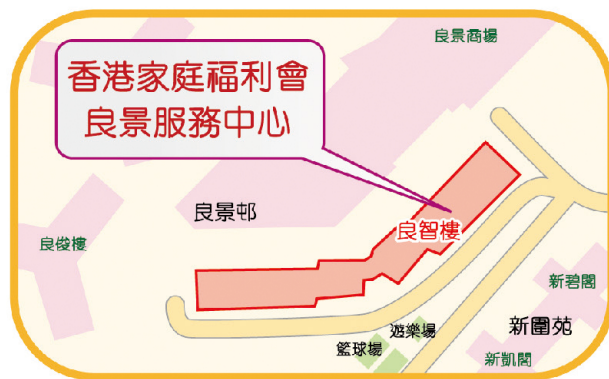 良景商場
香港家庭福利會
良景服務中心
良景邨
良智樓
良俊樓
新碧閣
遊樂場
新圍苑
籃球場
新凱閣